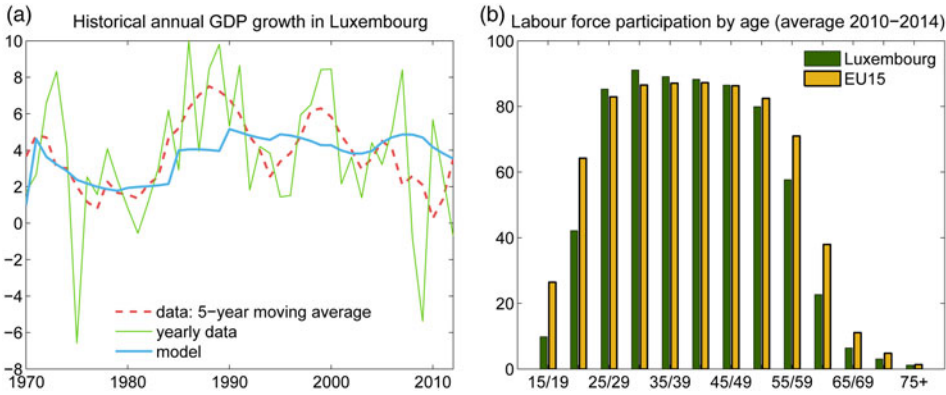 (a) Historical annual GDP growth in Luxembourg
10
8
6
4
2
0
−2
−4
−6
−8
data: 5−year moving average
yearly data
model
1970 1980 1990 2000 2010
(b) Labour force participation by age (average 2010−2014)
100
80
60
40
20
0
Luxembourg
EU15
15/19 25/29 35/39 45/49 55/59 65/69 75+